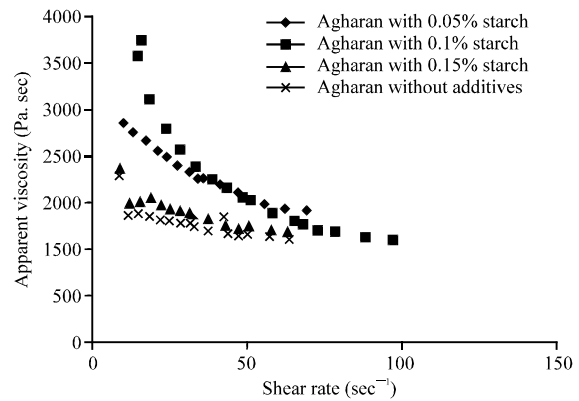 4000
3500
3000
2500
2000
1500
500
0
Apparent viscosity (Pa. sec)
Agharan with 0.05% starch
Agharan with 0.1% starch
Agharan with 0.15% starch
Agharan without additives
0 50 100 150
Shear rate (sec⁻¹)